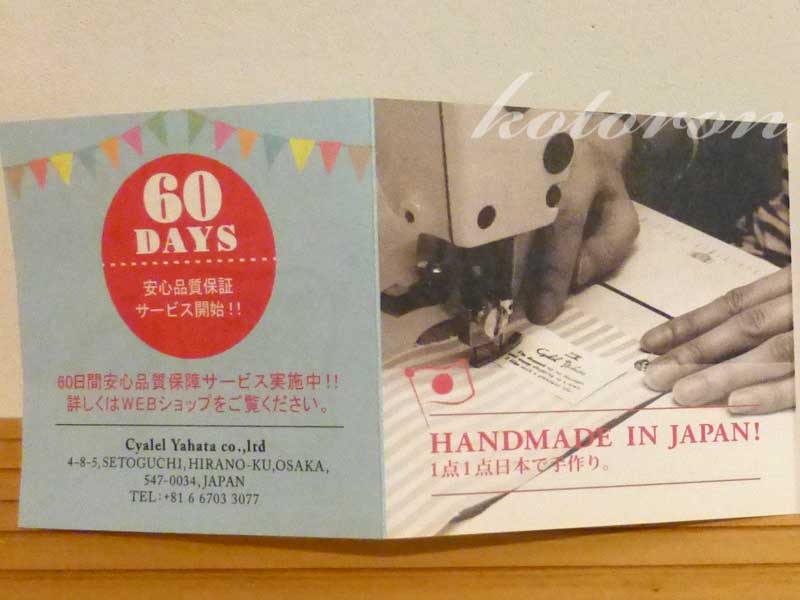 koloron
60
DAYS
安心品質保証
サービス開始!!
60日間安心品質保障サービス実施中!!
詳しくはWEBショップをご覧ください。
Cyalel Yahata co.,ltd
4-8-5,SETOGUCHI,HIRANO-KU,OSAKA,
547-0034,JAPAN
TEL:+81 6 6703 3077
Cyalel Yahata
HANDMADE IN JAPAN!
1点1点日本で手作り。